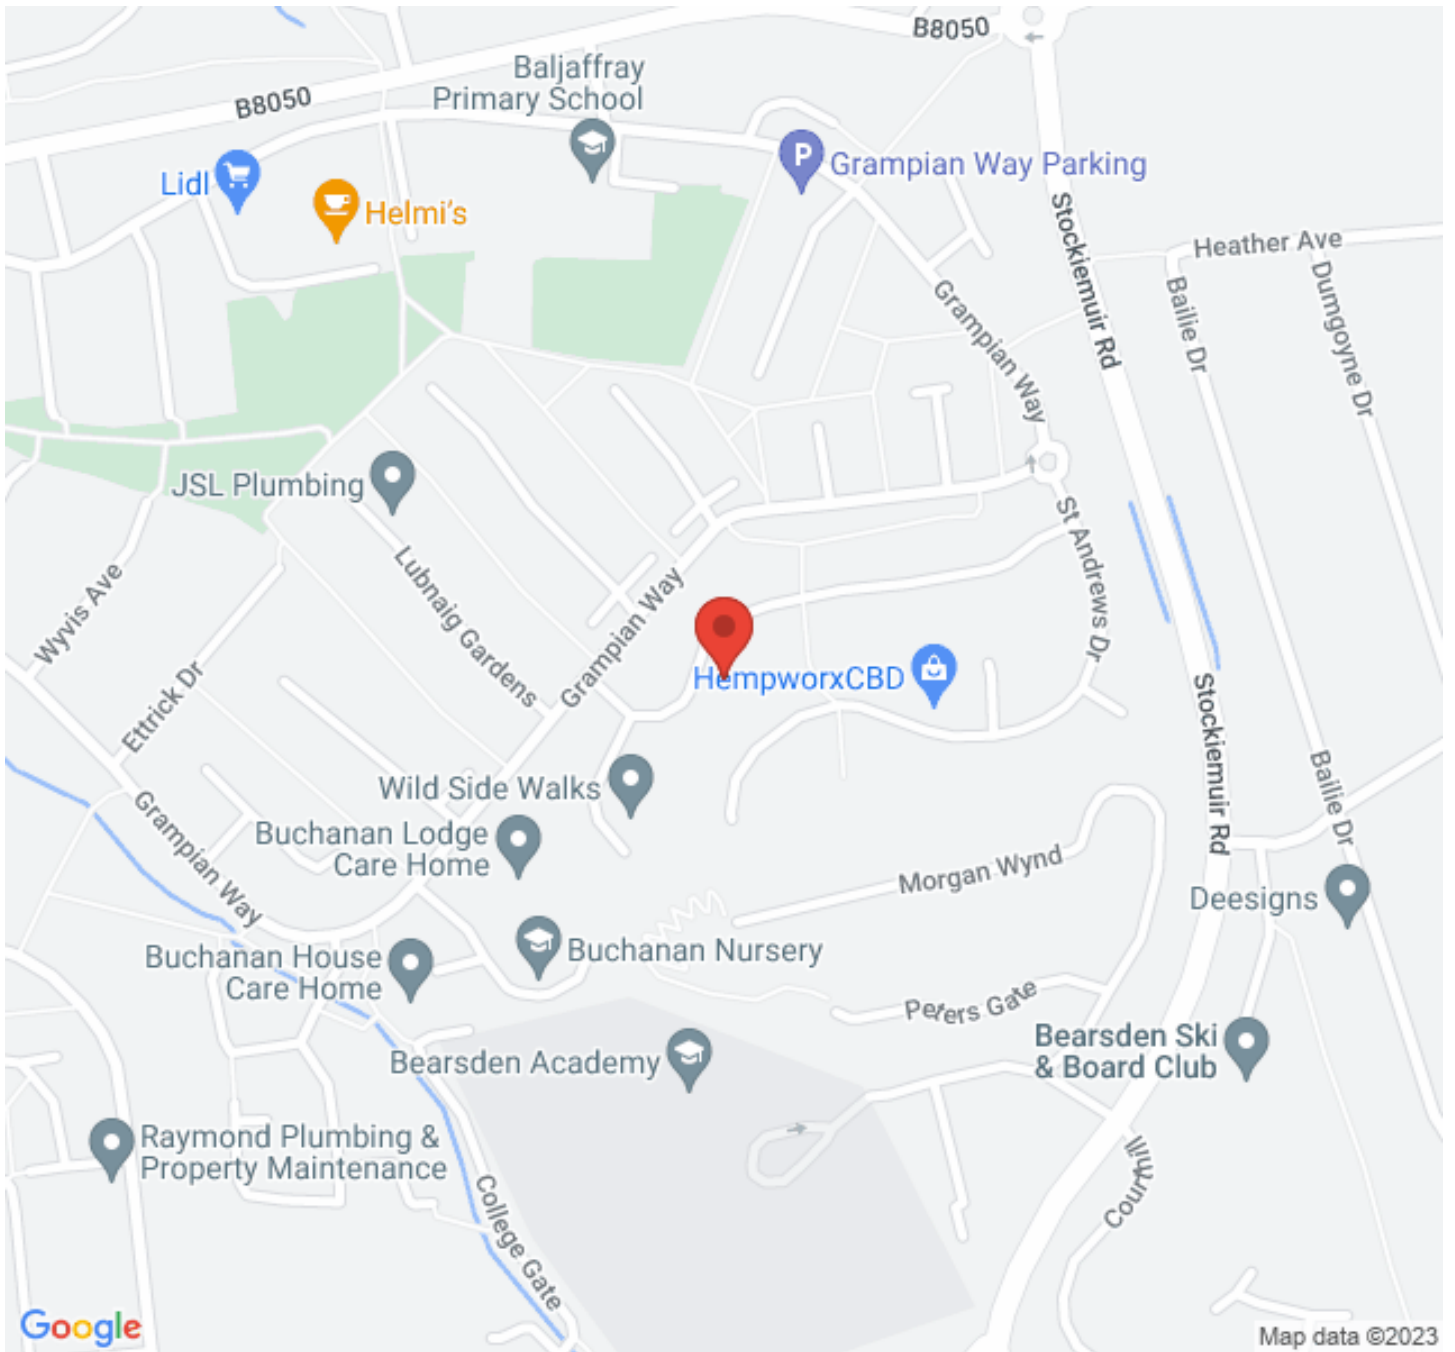 B8050
Baljaffray
Primary School
B8050
Grampian Way Parking
Lidl
Helmi's
Stockiemuir Rd
Heather Ave
Bailie Dr
Dumgoyne Dr
Grampian Way
JSL Plumbing
St Andrews Dr
Lubnaig Gardens
Grampian Way
Wyvis Ave
Ettrick Dr
HempworxCBD
Stockiemuir Rd
Wild Side Walks
Bailie Dr
Grampian Way
Buchanan Lodge
Care Home
Morgan Wynd
Deesigns
Buchanan House
Care Home
Buchanan Nursery
Peters Gate
Bearsden Ski
& Board Club
Bearsden Academy
Raymond Plumbing &
Property Maintenance
Courthill
College Gate
Google
Map data ©2023